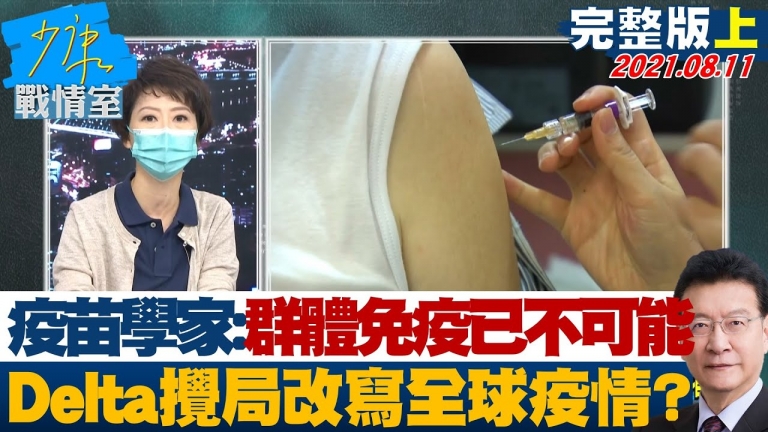 少康
戰情室
完整版上
2021.08.11
疫苗學家:群體免疫已不可能
Delta攪局改寫全球疫情?